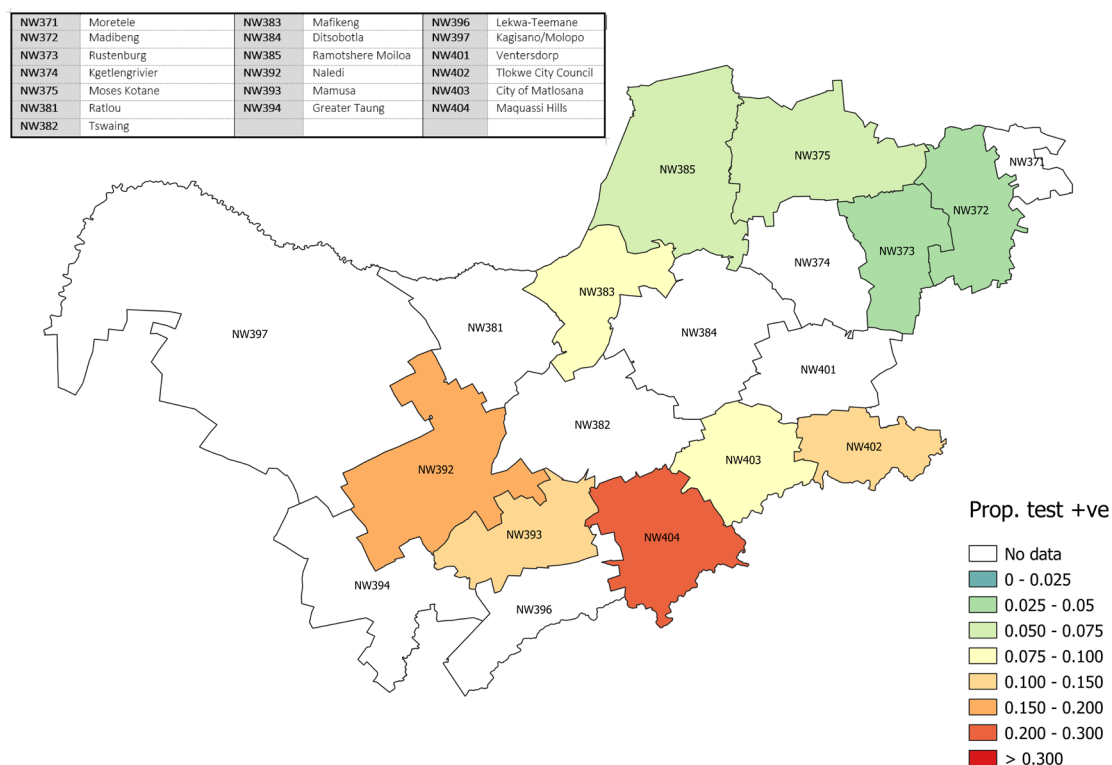 NW371 Moretele NW383 Mafikeng NW396 Lekwa-Teemane
NW372 Madibeng NW384 Ditsobotla NW397 Kagisano/Molopo
NW373 Rustenburg NW385 Ramotshere Moiloa NW401 Ventersdorp
NW374 Kgetlengrivier NW392 Naledi NW402 Tlokwe City Council
NW375 Moses Kotane NW393 Mamusa NW403 City of Matlosana
NW381 Ratlou NW394 Greater Taung NW404 Maquassi Hills
NW382 Tswaing
NW375
NW371
NW385
NW372
NW373
NW374
NW383
NW381
NW384
NW397
NW401
NW382
NW402
NW403
NW392
NW393
NW404
NW394
NW396
Prop. test +ve
No data
0 - 0.025
0.025 - 0.05
0.050 - 0.075
0.075 - 0.100
0.100 - 0.150
0.150 - 0.200
0.200 - 0.300
> 0.300